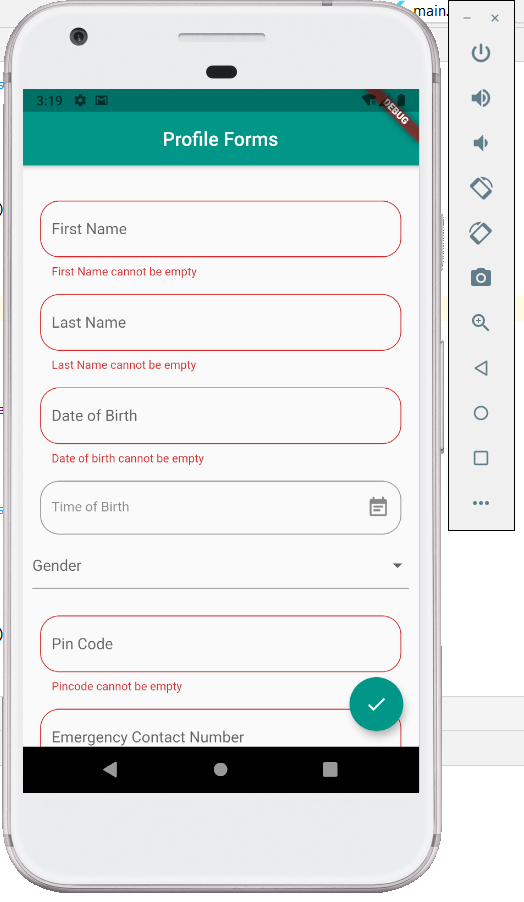 main.
3:19
DEBUG
Profile Forms
First Name
First Name cannot be empty
Last Name
Last Name cannot be empty
Date of Birth
Date of birth cannot be empty
Time of Birth
Gender
Pin Code
Pincode cannot be empty
Emergency Contact Number